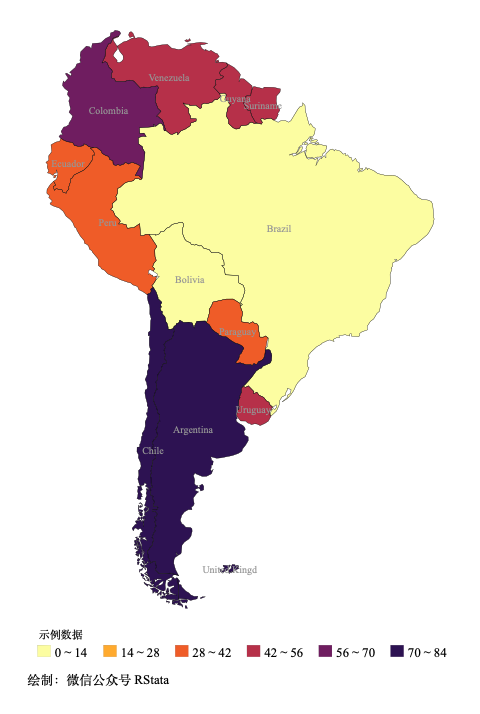 Venezuela
Guyana
Suriname
Colombia
Ecuador
Peru
Brazil
Bolivia
Paraguay
Uruguay
Argentina
Chile
United Kingd
示例数据
0 ~ 14 14 ~ 28 28 ~ 42 42 ~ 56 56 ~ 70 70 ~ 84
绘制：微信公众号 RStata